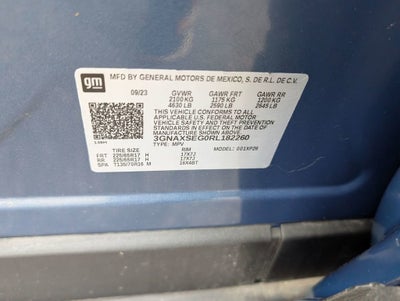 gm
MFD BY GENERAL MOTORS DE MEXICO, S. DE R.L. DE C.V.
09/23 GVWR GAWR FRT GAWR RR
2100 KG 1175 KG 1200 KG
4630 LB 2590 LB 2645 LB
THIS VEHICLE CONFORMS TO ALL
APPLICABLE U.S. FEDERAL MOTOR
VEHICLE SAFETY AND THEFT PREVENTION
STANDARDS IN EFFECT ON THE DATE OF
MANUFACTURE SHOWN ABOVE.
3GNAXSEG0RL182260
TYPE: MPV MODEL: 001XP26
TIRE SIZE RIM
FRT 225/65R17 H 17X7J
RR 225/65R17 H 17X7J
SPA T135/70R16 M 16X4BT